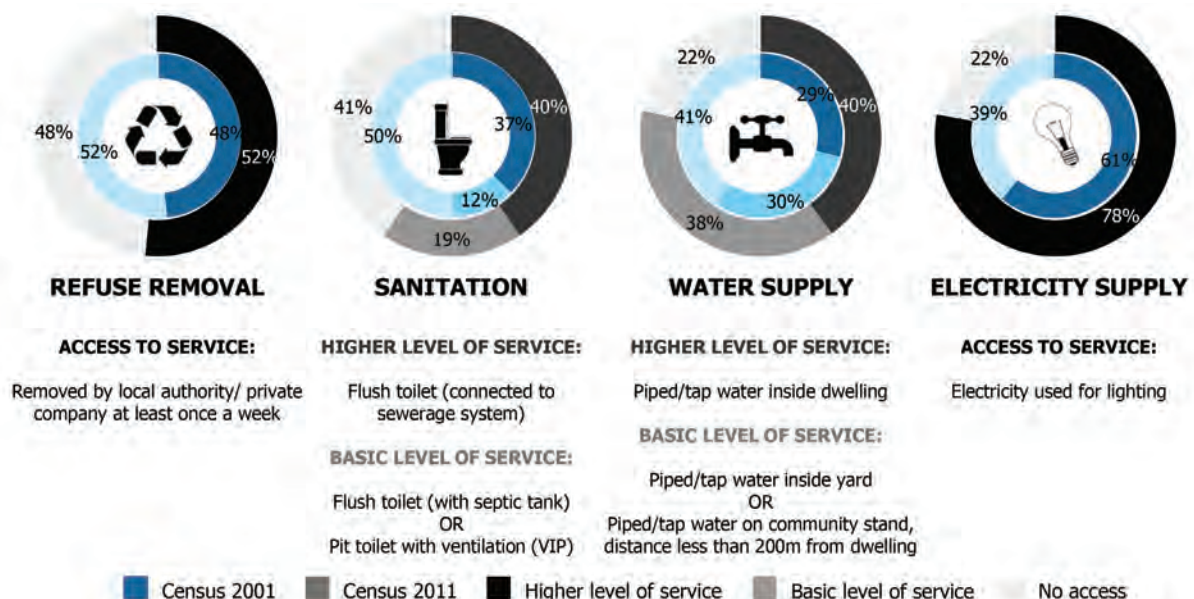 48%
52%
48%
52%
REFUSE REMOVAL
ACCESS TO SERVICE:
Removed by local authority/ private
company at least once a week
41%
50%
37%
40%
12%
19%
SANITATION
HIGHER LEVEL OF SERVICE:
Flush toilet (connected to
sewerage system)
BASIC LEVEL OF SERVICE:
Flush toilet (with septic tank)
OR
Pit toilet with ventilation (VIP)
22%
29%
40%
41%
30%
38%
WATER SUPPLY
HIGHER LEVEL OF SERVICE:
Piped/tap water inside dwelling
BASIC LEVEL OF SERVICE:
Piped/tap water inside yard
OR
Piped/tap water on community stand,
distance less than 200m from dwelling
22%
39%
61%
78%
ELECTRICITY SUPPLY
ACCESS TO SERVICE:
Electricity used for lighting
Census 2001 Census 2011 Higher level of service Basic level of service No access